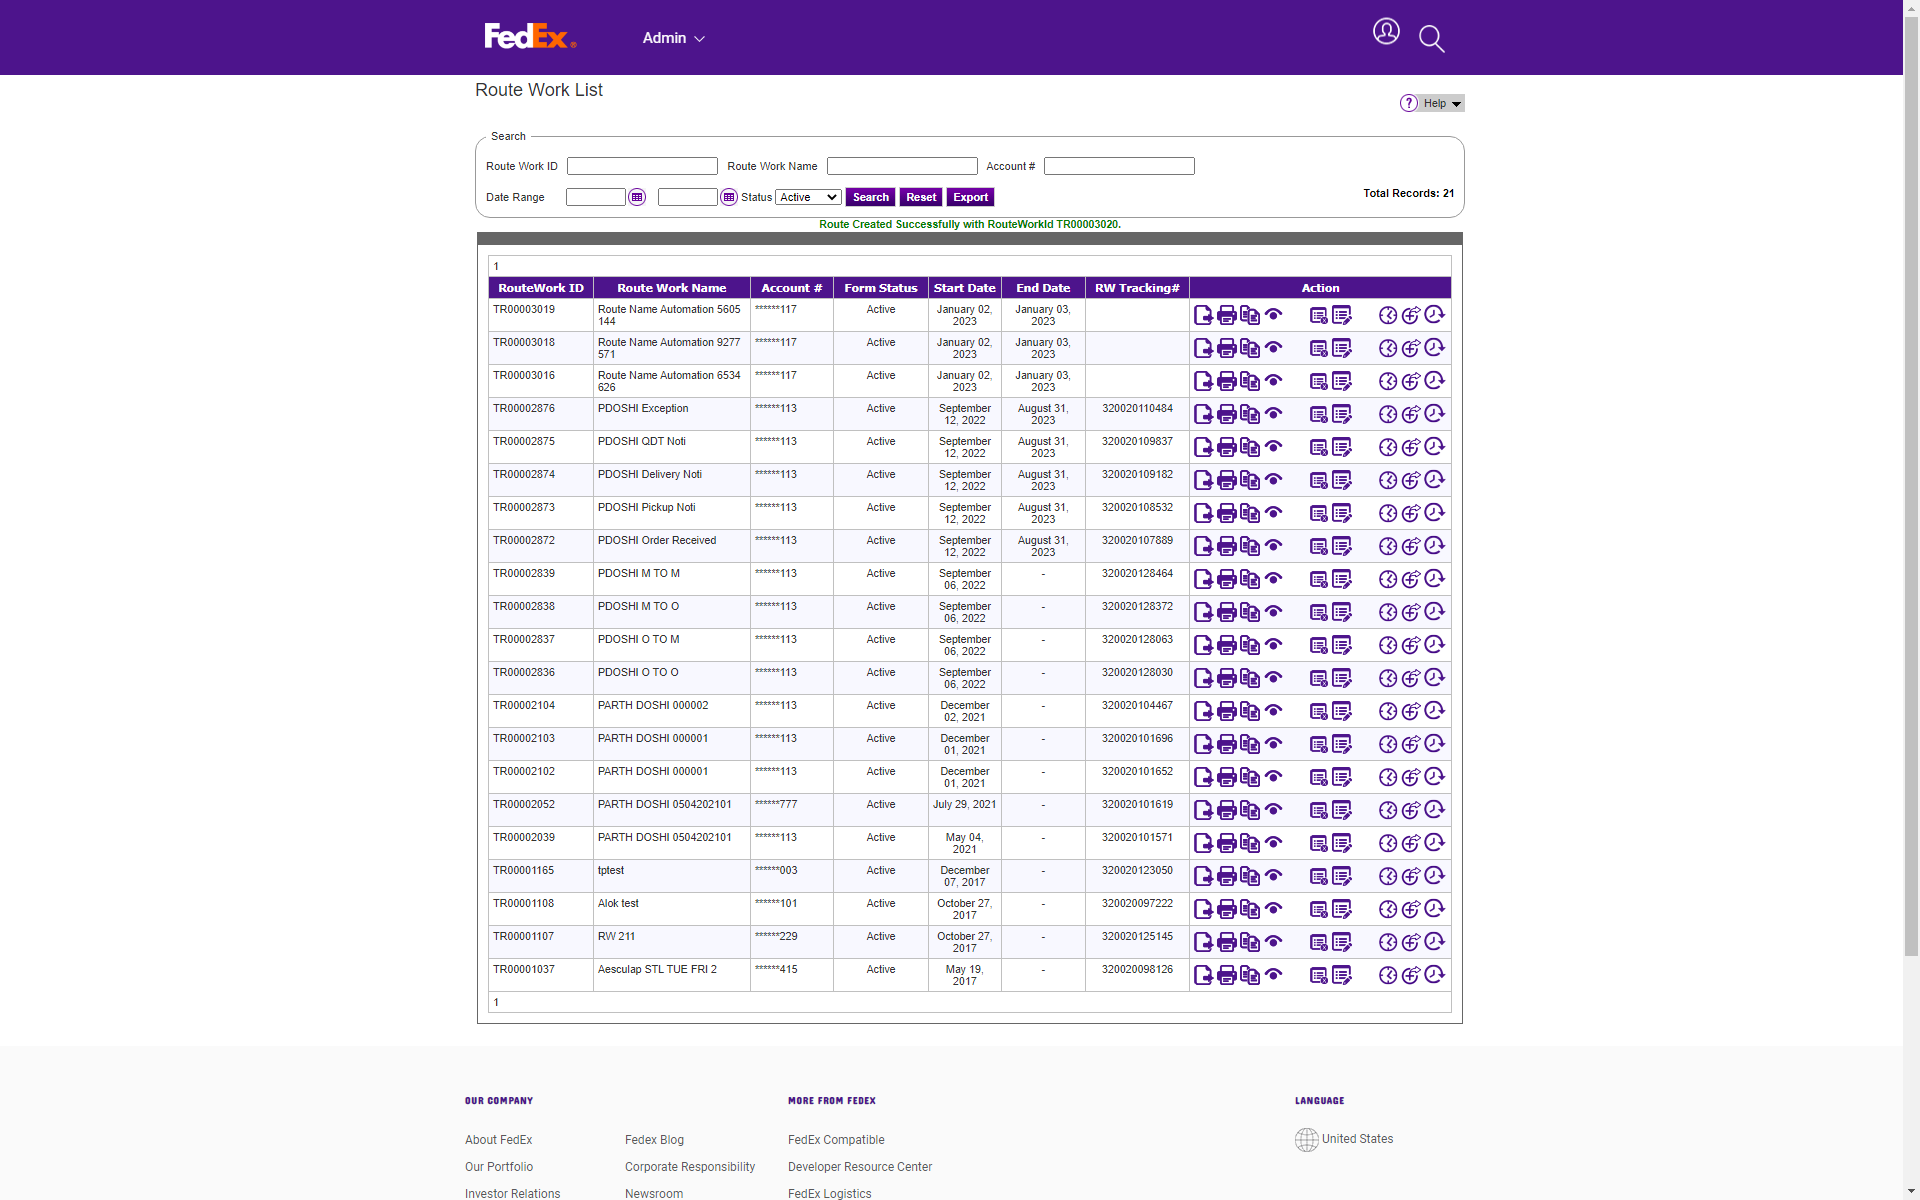 FedEx®
Admin
Route Work List
? Help
Search
Route Work ID Route Work Name Account #
Date Range Status Active Search Reset Export Total Records: 21
Route Created Successfully with RouteWorkId TR00003020.
1
RouteWork ID Route Work Name Account # Form Status Start Date End Date RW Tracking# Action
TR00003019 Route Name Automation 5605 ******117 Active January 02, January 03,
144 2023 2023
TR00003018 Route Name Automation 9277 ******117 Active January 02, January 03,
571 2023 2023
TR00003016 Route Name Automation 6534 ******117 Active January 02, January 03,
626 2023 2023
TR00002876 PDOSHI Exception ******113 Active September August 31, 320020110484
12, 2022 2023
TR00002875 PDOSHI QDT Noti ******113 Active September August 31, 320020109837
12, 2022 2023
TR00002874 PDOSHI Delivery Noti ******113 Active September August 31, 320020109182
12, 2022 2023
TR00002873 PDOSHI Pickup Noti ******113 Active September August 31, 320020108532
12, 2022 2023
TR00002872 PDOSHI Order Received ******113 Active September August 31, 320020107889
12, 2022 2023
TR00002839 PDOSHI M TO M ******113 Active September - 320020128464
06, 2022
TR00002838 PDOSHI M TO O ******113 Active September - 320020128372
06, 2022
TR00002837 PDOSHI O TO M ******113 Active September - 320020128063
06, 2022
TR00002836 PDOSHI O TO O ******113 Active September - 320020128030
06, 2022
TR00002104 PARTH DOSHI 000002 ******113 Active December - 320020104467
02, 2021
TR00002103 PARTH DOSHI 000001 ******113 Active December - 320020101696
01, 2021
TR00002102 PARTH DOSHI 000001 ******113 Active December - 320020101652
01, 2021
TR00002052 PARTH DOSHI 0504202101 ******777 Active July 29, 2021 - 320020101619
TR00002039 PARTH DOSHI 0504202101 ******113 Active May 04, - 320020101571
2021
TR00001165 tptest ******003 Active December - 320020123050
07, 2017
TR00001108 Alok test ******101 Active October 27, - 320020097222
2017
TR00001107 RW 211 ******229 Active October 27, - 320020125145
2017
TR00001037 Aesculap STL TUE FRI 2 ******415 Active May 19, - 320020098126
2017
1
OUR COMPANY MORE FROM FEDEX LANGUAGE
About FedEx Fedex Blog FedEx Compatible United States
Our Portfolio Corporate Responsibility Developer Resource Center
Investor Relations Newsroom FedEx Logistics